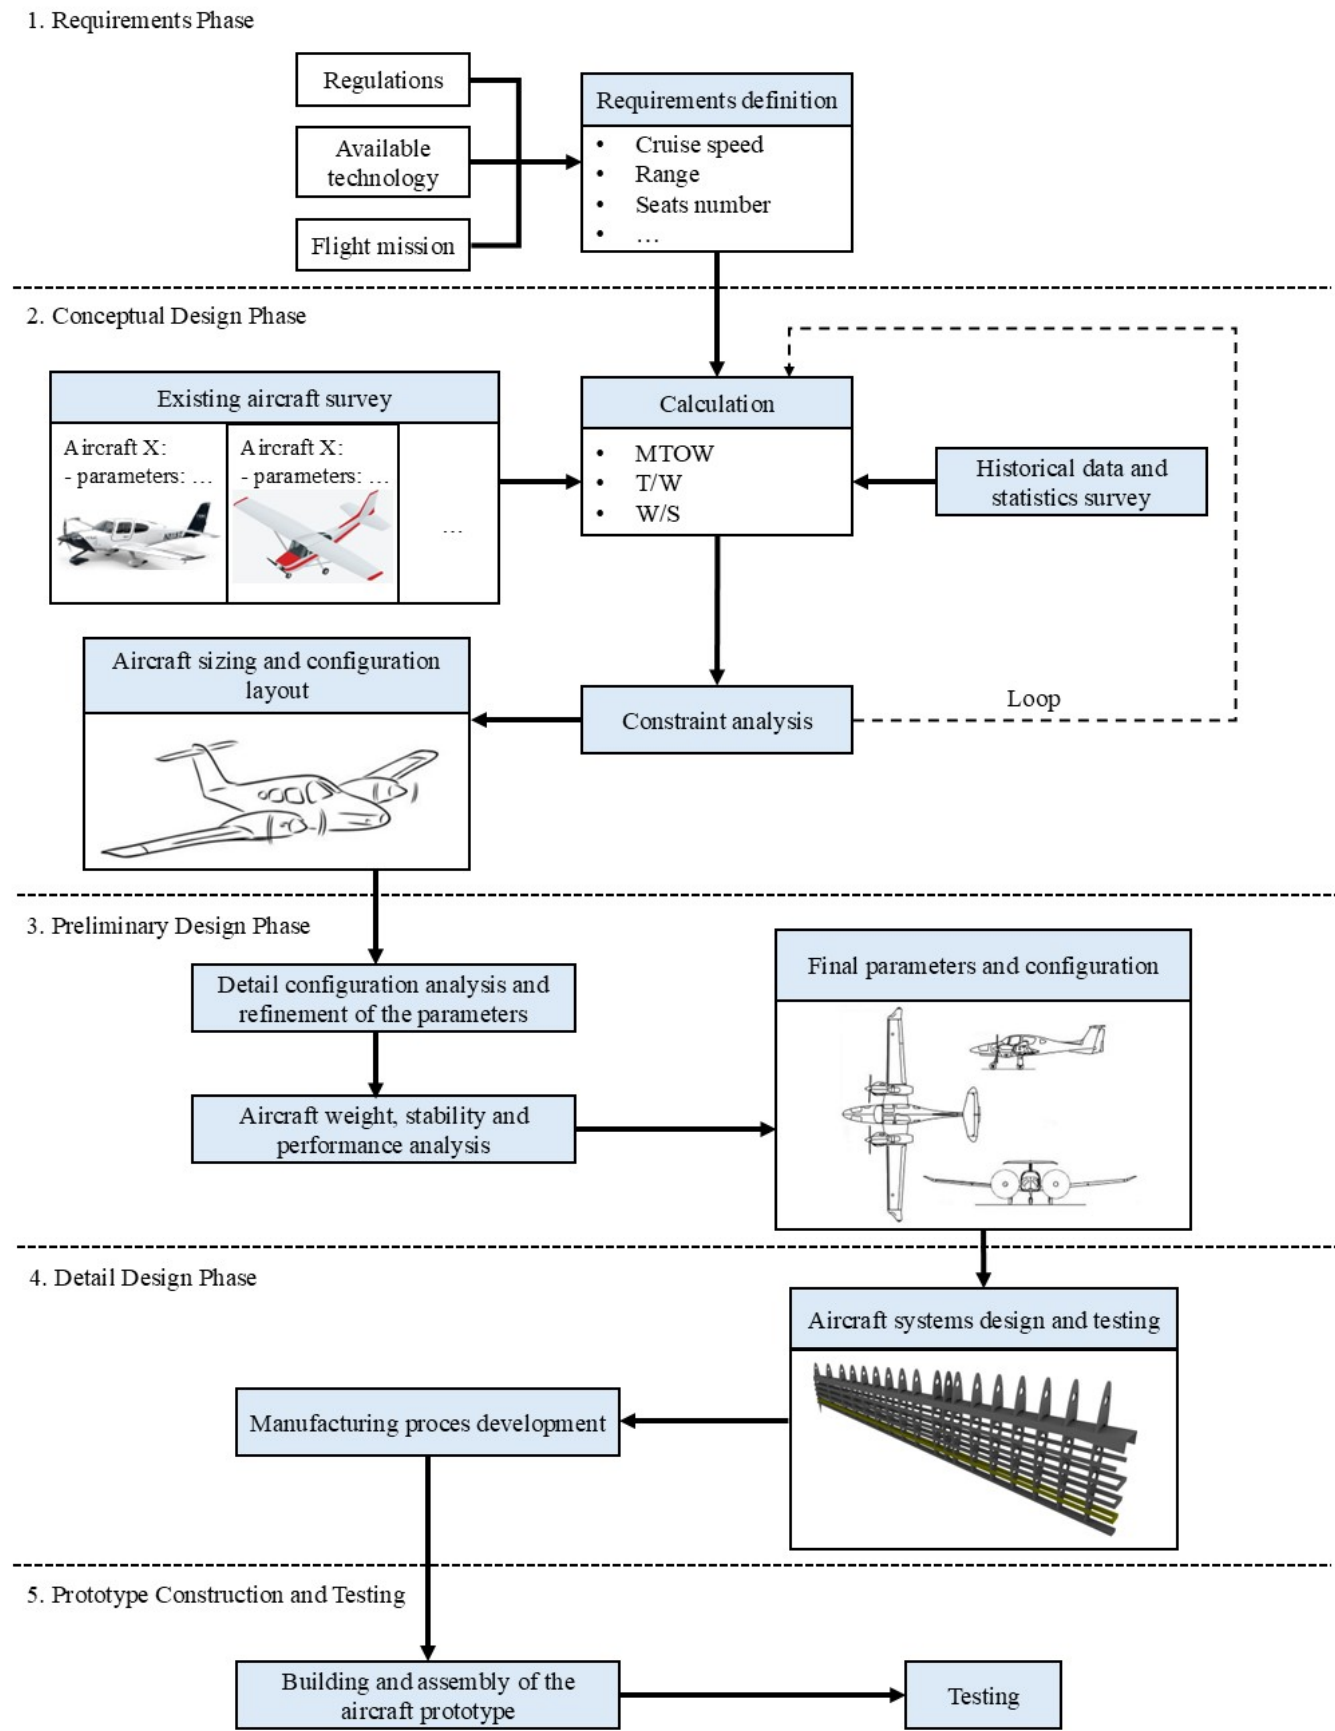 1. Requirements Phase
Regulations
Available
technology
Flight mission
Requirements definition
• Cruise speed
• Range
• Seats number
• …
2. Conceptual Design Phase
Existing aircraft survey
Aircraft X:
- parameters: …
Aircraft X:
- parameters: …
…
Calculation
• MTOW
• T/W
• W/S
Historical data and
statistics survey
Aircraft sizing and configuration
layout
Constraint analysis
Loop
3. Preliminary Design Phase
Detail configuration analysis and
refinement of the parameters
Aircraft weight, stability and
performance analysis
Final parameters and configuration
4. Detail Design Phase
Aircraft systems design and testing
Manufacturing proces development
5. Prototype Construction and Testing
Building and assembly of the
aircraft prototype
Testing